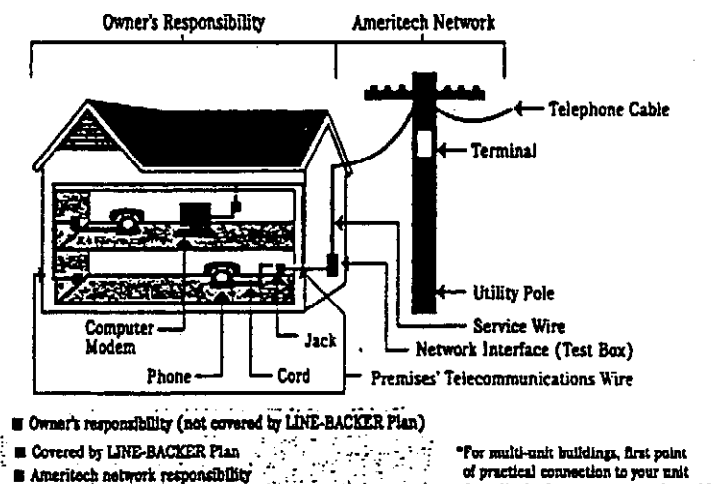 Owner's Responsibility
Ameritech Network
Telephone Cable
Terminal
Utility Pole
Service Wire
Network Interface (Test Box)
Premises' Telecommunications Wire
Computer
Modem
Jack
Phone
Cord
Owner's responsibility (not covered by LINE-BACKER Plan)
Covered by LINE-BACKER Plan
Ameritech network responsibility
*For multi-unit buildings, first point
of practical connection to your unit